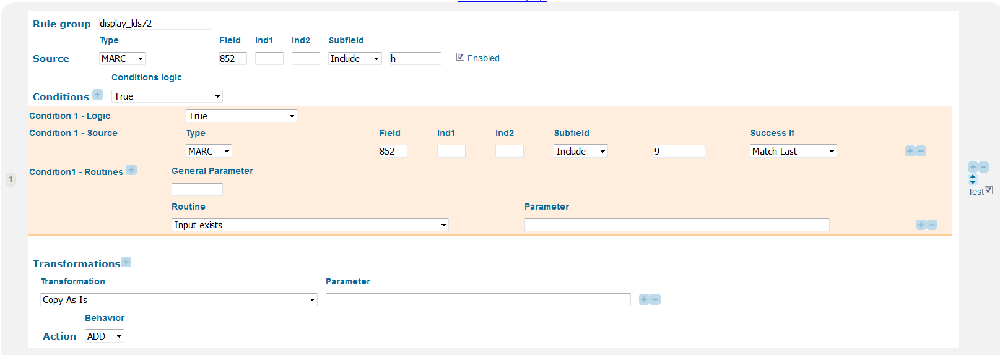 Rule group display_lds72
Type Field Ind1 Ind2 Subfield
Source MARC 852 Include h Enabled
Conditions logic
Conditions + True
Condition 1 - Logic True
Condition 1 - Source Type Field Ind1 Ind2 Subfield Success If
MARC 852 Include 9 Match Last + −
Condition1 - Routines + General Parameter
1 + −
Test
Routine Parameter
Input exists + −
Transformations +
Transformation Parameter
Copy As Is + −
Behavior
Action ADD